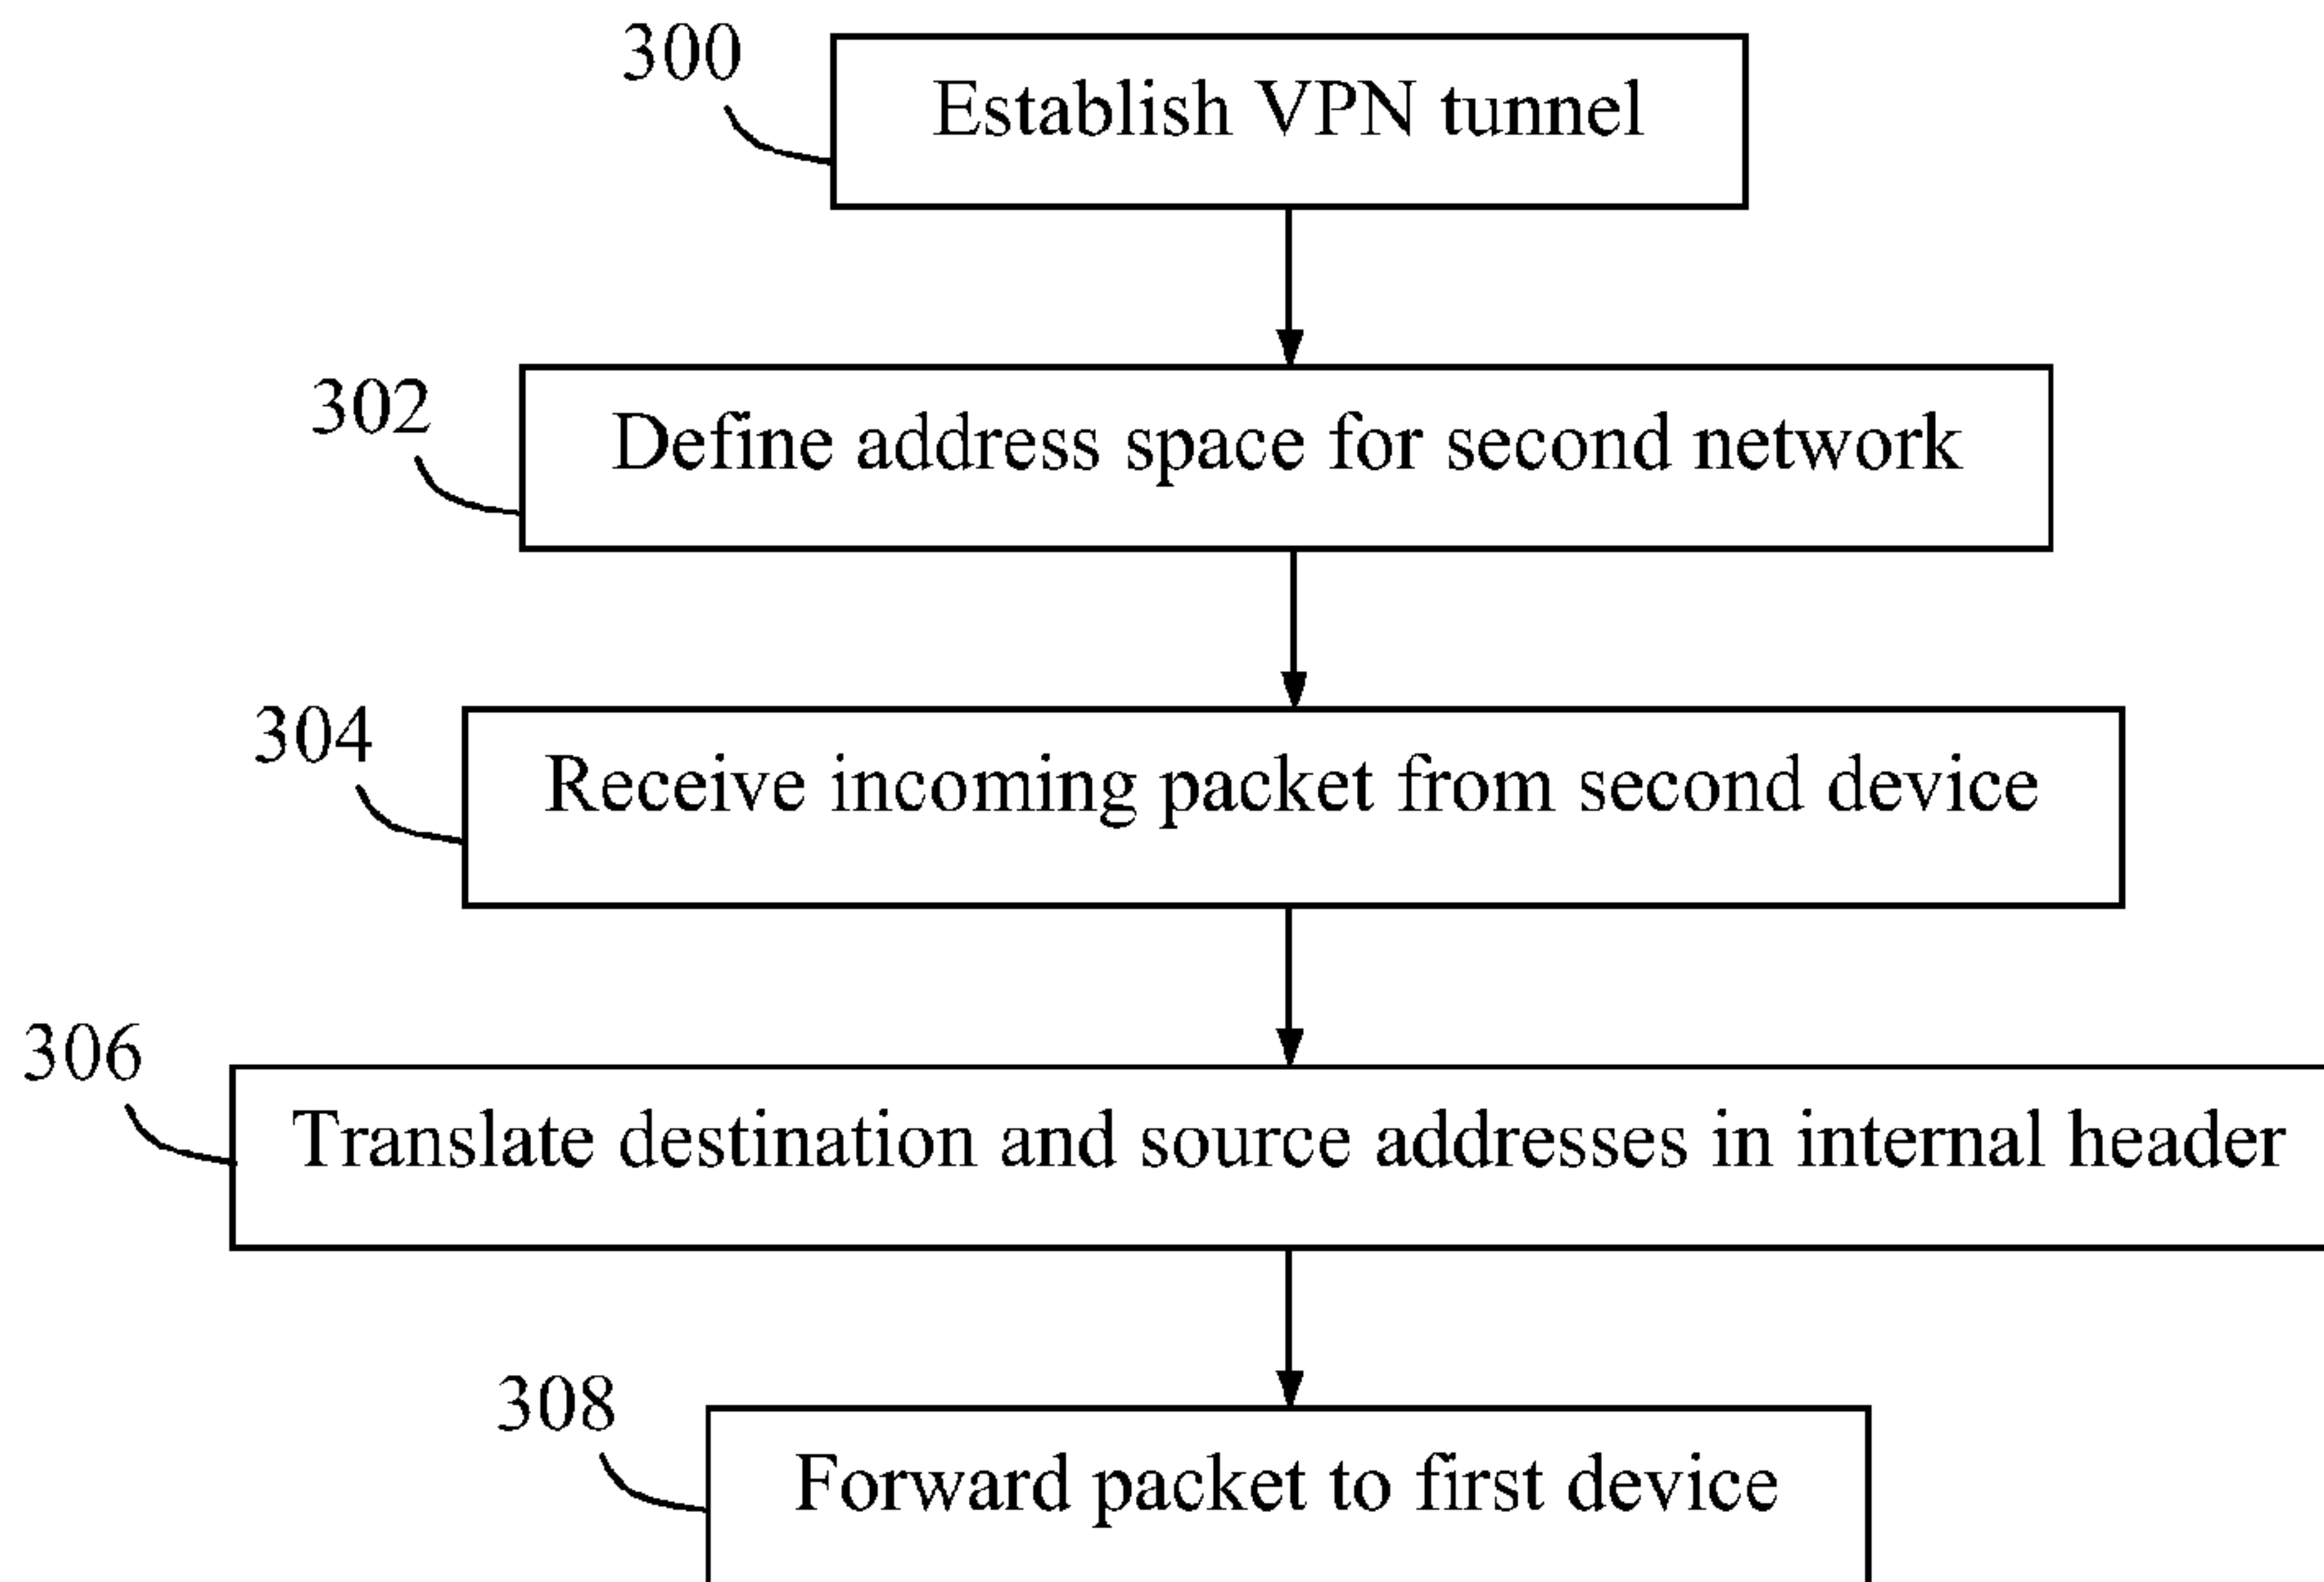 300
Establish VPN tunnel
302
Define address space for second network
304
Receive incoming packet from second device
306
Translate destination and source addresses in internal header
308
Forward packet to first device